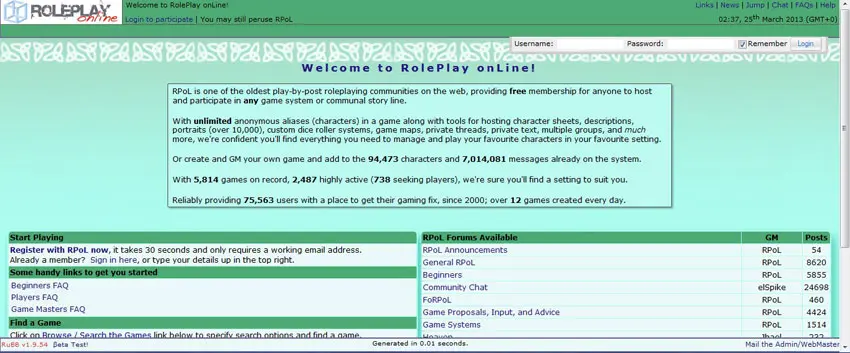 ROLEPLAY
online
Welcome to RolePlay onLine!
Links | News | Jump | Chat | FAQs | Help
Login to participate | You may still peruse RPoL
02:37, 25th March 2013 (GMT+0)
Username: Password: Remember Login
Welcome to RolePlay onLine!
RPoL is one of the oldest play-by-post roleplaying communities on the web, providing free membership for anyone to host
and participate in any game system or communal story line.
With unlimited anonymous aliases (characters) in a game along with tools for hosting character sheets, descriptions,
portraits (over 10,000), custom dice roller systems, game maps, private threads, private text, multiple groups, and much
more, we're confident you'll find everything you need to manage and play your favourite characters in your favourite setting.
Or create and GM your own game and add to the 94,473 characters and 7,014,081 messages already on the system.
With 5,814 games on record, 2,487 highly active (738 seeking players), we're sure you'll find a setting to suit you.
Reliably providing 75,563 users with a place to get their gaming fix, since 2000; over 12 games created every day.
Start Playing
Register with RPoL now, it takes 30 seconds and only requires a working email address.
Already a member? Sign in here, or type your details up in the top right.
Some handy links to get you started
Beginners FAQ
Players FAQ
Game Masters FAQ
Find a Game
Click on Browse / Search the Games link below to specify search options and find a game.
RPoL Forums Available GM Posts
RPoL Announcements RPoL 54
General RPoL RPoL 8620
Beginners RPoL 5855
Community Chat elSpike 24698
FoRPoL RPoL 460
Game Proposals, Input, and Advice RPoL 4424
Game Systems RPoL 1514
Heaven Jhael 232
RuBB v1.9.54 βeta Test!
Generated in 0.01 seconds.
Mail the Admin/WebMaster